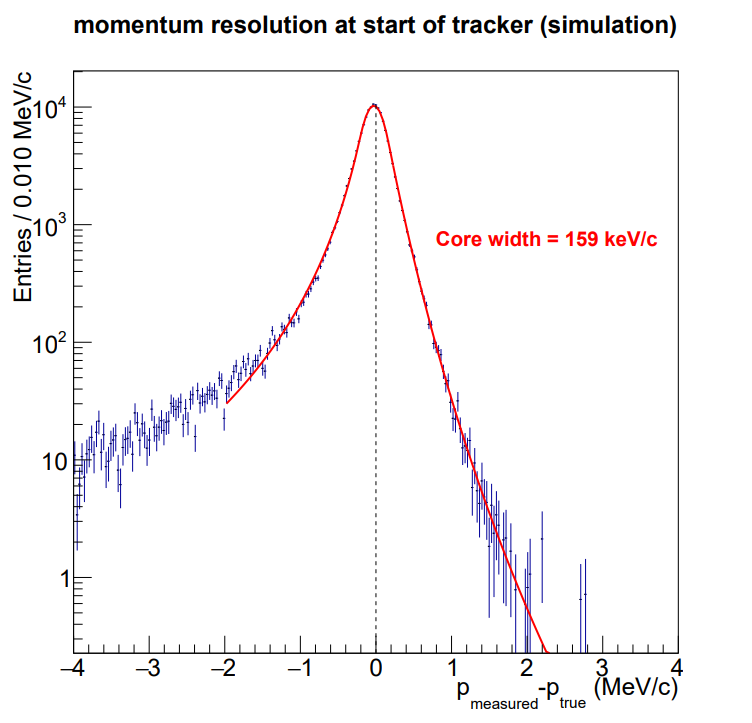 momentum resolution at start of tracker (simulation)
Entries / 0.010 MeV/c
10⁴
10³
10²
10
1
Core width = 159 keV/c
−4 −3 −2 −1 0 1 2 3 4
p_measured-p_true (MeV/c)